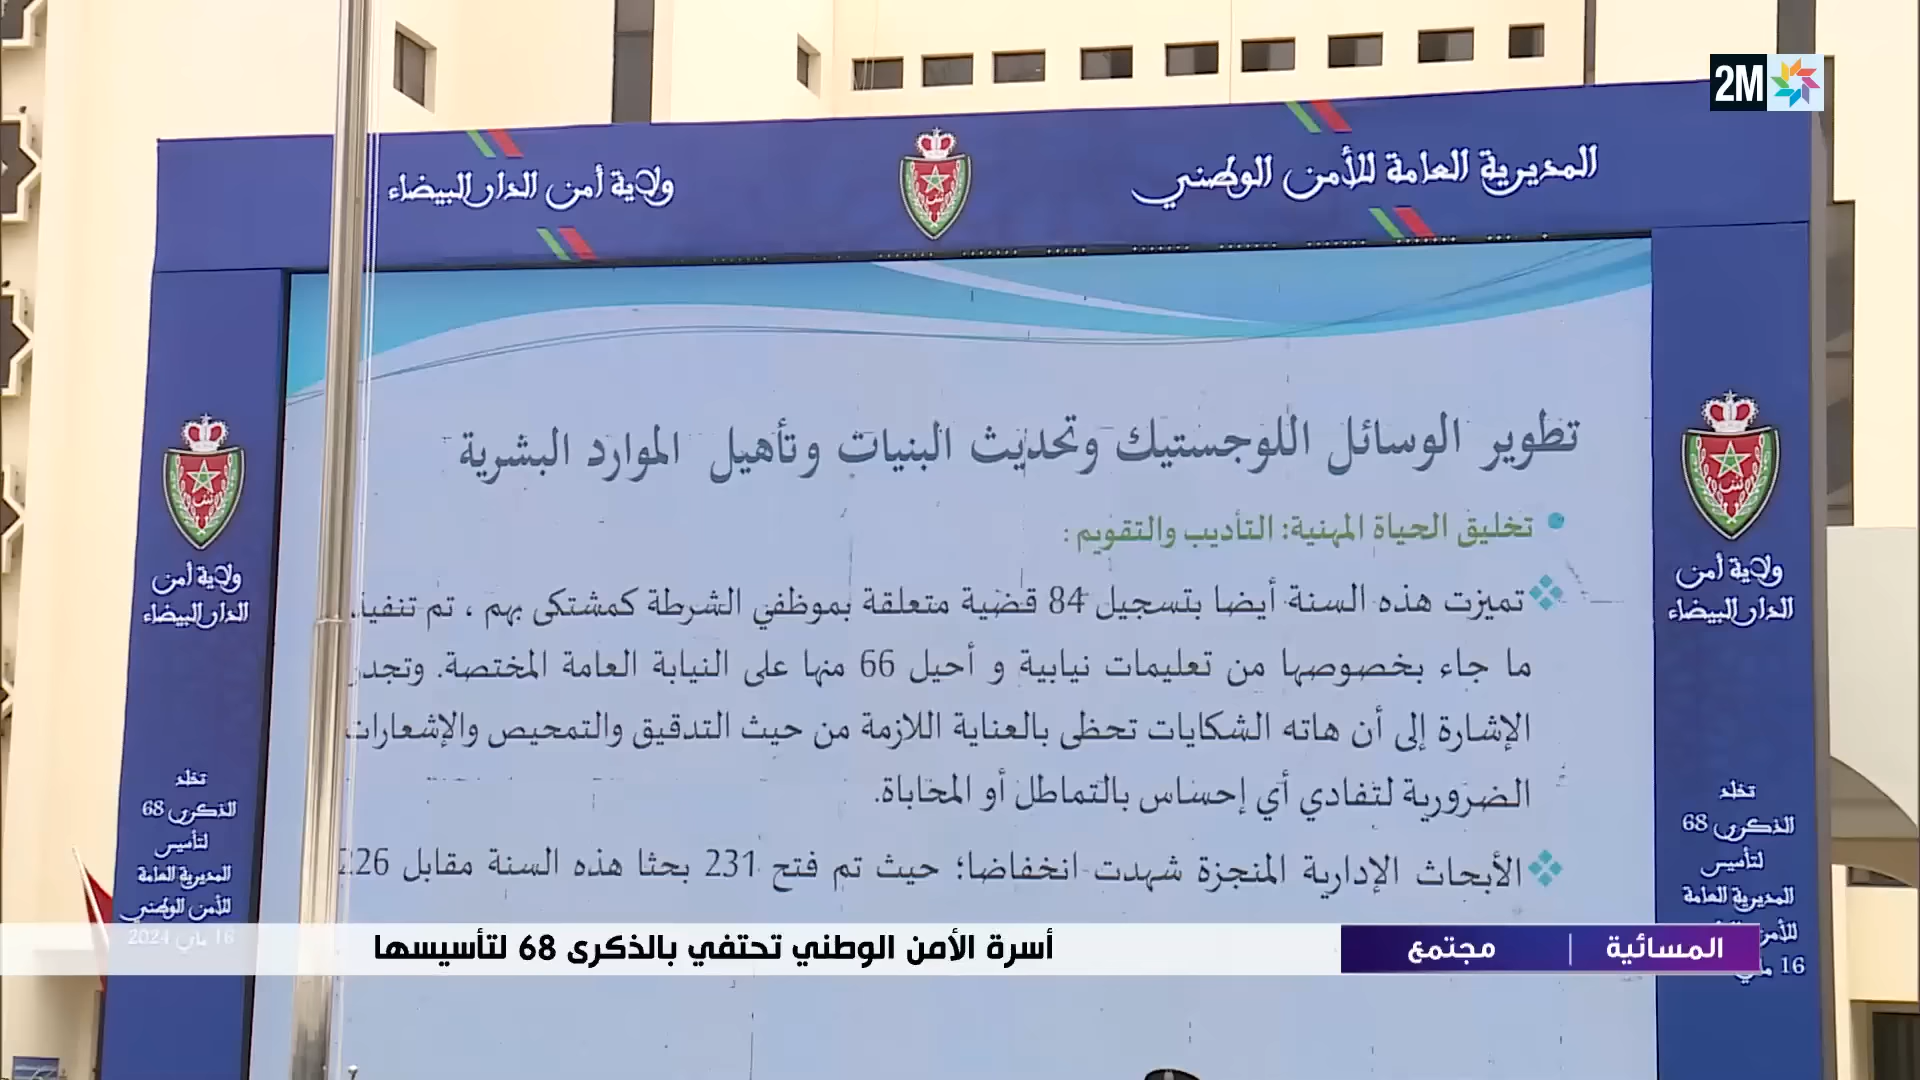 2M
المديرية العامة للأمن الوطني
ولاية أمن الدار البيضاء
تطوير الوسائل اللوجستيك وتحديث البنيات وتأهيل الموارد البشرية
• تخليق الحياة المهنية: التأديب والتقويم :
❖ تميزت هذه السنة أيضا بتسجيل 84 قضية متعلقة بموظفي الشرطة كمشتكى بهم ، تم تنفيذ
ما جاء بخصوصها من تعليمات نيابية و أحيل 66 منها على النيابة العامة المختصة. وتجدر
الإشارة إلى أن هاته الشكايات تحظى بالعناية اللازمة من حيث التدقيق والتمحيص والإشعارات
الضرورية لتفادي أي إحساس بالتماطل أو المحاباة.
❖ الأبحاث الإدارية المنجزة شهدت انخفاضا؛ حيث تم فتح 231 بحثا هذه السنة مقابل
ولاية أمن
الدار البيضاء
تخلد
الذكرى 68
لتأسيس
المديرية العامة
16
ولاية أمن
الدار البيضاء
تخلد
الذكرى 68
لتأسيس
المديرية العامة
للأمن الوطني
16 ماي 2024
المسائية | مجتمع
أسرة الأمن الوطني تحتفي بالذكرى 68 لتأسيسها